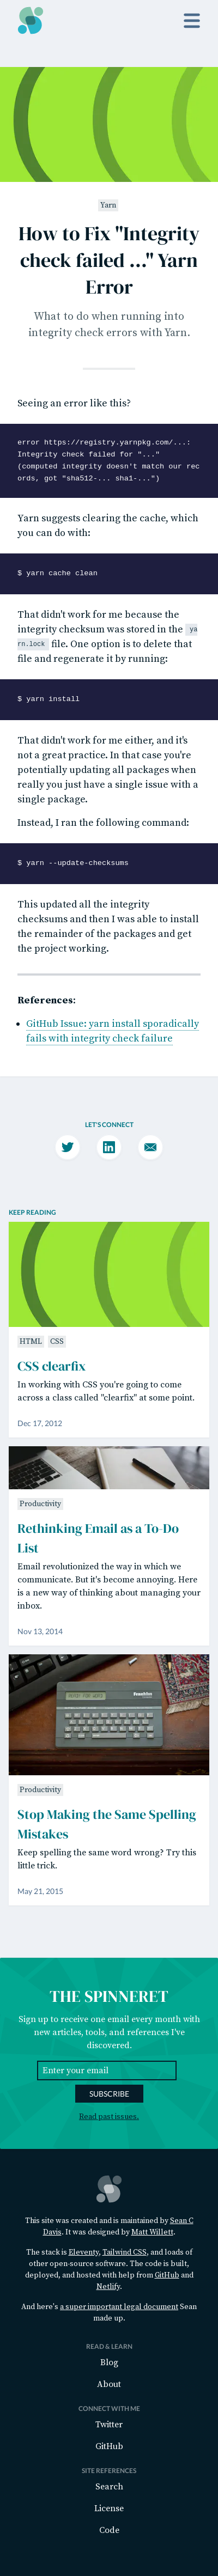 Yarn
How to Fix "Integrity
check failed ..." Yarn
Error
What to do when running into
integrity check errors with Yarn.
Seeing an error like this?
error https://registry.yarnpkg.com/...:
Integrity check failed for "..."
(computed integrity doesn't match our rec
ords, got "sha512-... sha1-...")
Yarn suggests clearing the cache, which
you can do with:
$ yarn cache clean
That didn't work for me because the
integrity checksum was stored in the ya
rn.lock file. One option is to delete that
file and regenerate it by running:
$ yarn install
That didn't work for me either, and it's
not a great practice. In that case you're
potentially updating all packages when
really you just have a single issue with a
single package.
Instead, I ran the following command:
$ yarn --update-checksums
This updated all the integrity
checksums and then I was able to install
the remainder of the packages and get
the project working.
References:
GitHub Issue: yarn install sporadically
fails with integrity check failure
LET'S CONNECT
KEEP READING
HTML CSS
CSS clearfix
In working with CSS you're going to come
across a class called "clearfix" at some point.
Dec 17, 2012
Productivity
Rethinking Email as a To-Do
List
Email revolutionized the way in which we
communicate. But it's become annoying. Here
is a new way of thinking about managing your
inbox.
Nov 13, 2014
Productivity
Stop Making the Same Spelling
Mistakes
Keep spelling the same word wrong? Try this
little trick.
May 21, 2015
THE SPINNERET
Sign up to receive one email every month with
new articles, tools, and references I've
discovered.
Enter your email
SUBSCRIBE
Read past issues.
This site was created and is maintained by Sean C
Davis. It was designed by Matt Willett.
The stack is Eleventy, Tailwind CSS, and loads of
other open-source software. The code is built,
deployed, and hosted with help from GitHub and
Netlify.
And here's a super important legal document Sean
made up.
READ & LEARN
Blog
About
CONNECT WITH ME
Twitter
GitHub
SITE REFERENCES
Search
License
Code